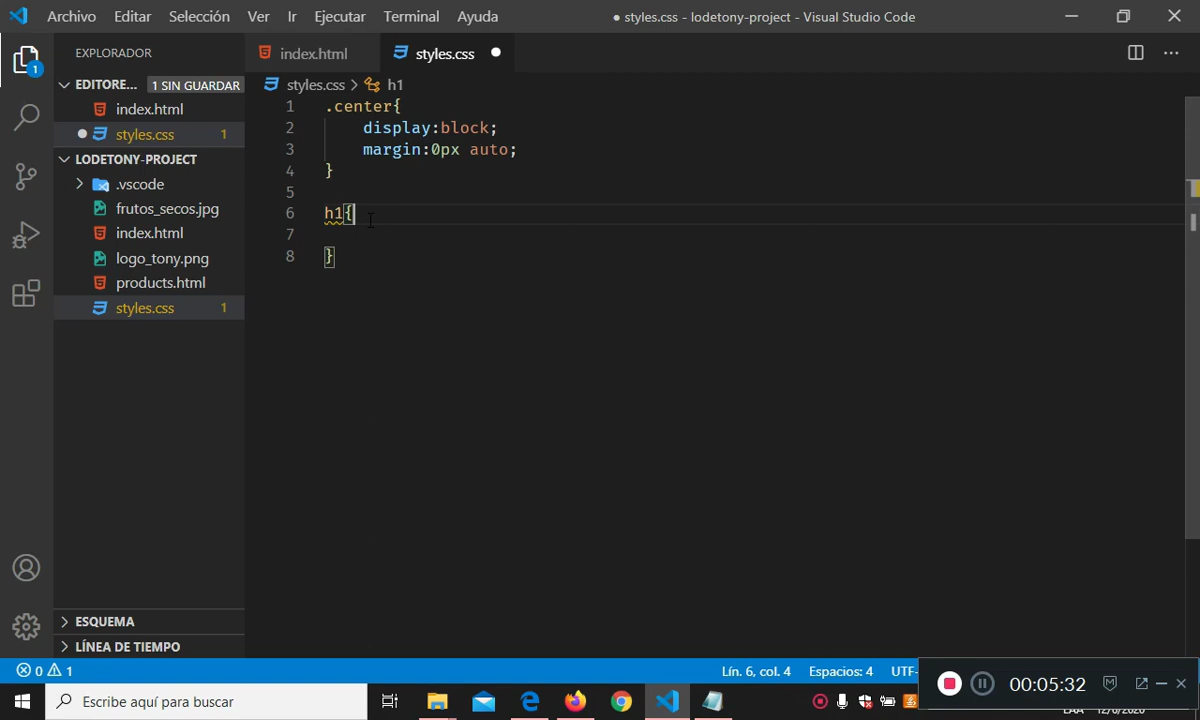 Archivo Editar Selección Ver Ir Ejecutar Terminal Ayuda ● styles.css - lodetony-project - Visual Studio Code
EXPLORADOR
index.html
styles.css
EDITORE... 1 SIN GUARDAR
styles.css > h1
index.html
styles.css 1
LODETONY-PROJECT
.vscode
frutos_secos.jpg
index.html
logo_tony.png
products.html
styles.css 1
1
1 .center{
2 display:block;
3 margin:0px auto;
4 }
5
6 h1{
7
8 }
ESQUEMA
LÍNEA DE TIEMPO
0 1 Lín. 6, col. 4 Espacios: 4 UTF-
Escribe aquí para buscar
00:05:32